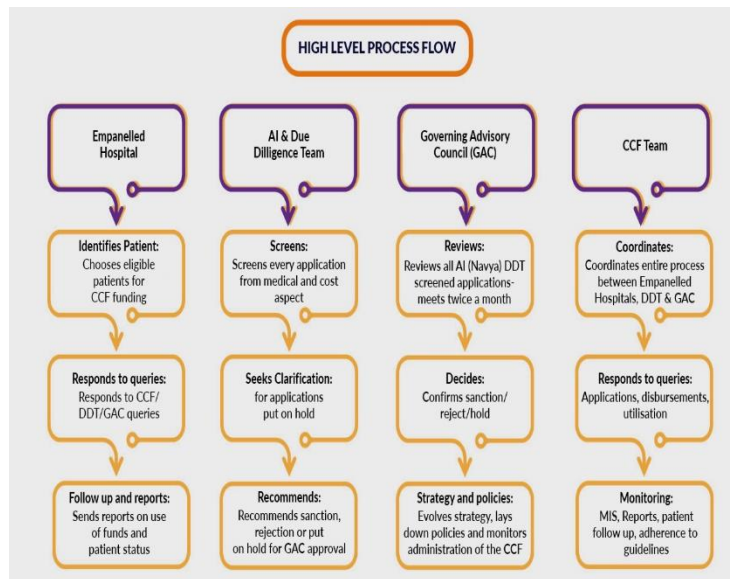 HIGH LEVEL PROCESS FLOW
Empanelled
Hospital
AI & Due
Dilligence Team
Governing Advisory
Council (GAC)
CCF Team
Identifies Patient:
Chooses eligible
patients for
CCF funding
Screens:
Screens every application
from medical and cost
aspect
Reviews:
Reviews all AI (Navya) DDT
screened applications-
meets twice a month
Coordinates:
Coordinates entire process
between Empanelled
Hospitals, DDT & GAC
Responds to queries:
Responds to CCF/
DDT/GAC queries
Seeks Clarification:
for applications
put on hold
Decides:
Confirms sanction/
reject/hold
Responds to queries:
Applications, disbursements,
utilisation
Follow up and reports:
Sends reports on use
of funds and
patient status
Recommends:
Recommends sanction,
rejection or put
on hold for GAC approval
Strategy and policies:
Evolves strategy, lays
down policies and monitors
administration of the CCF
Monitoring:
MIS, Reports, patient
follow up, adherence to
guidelines